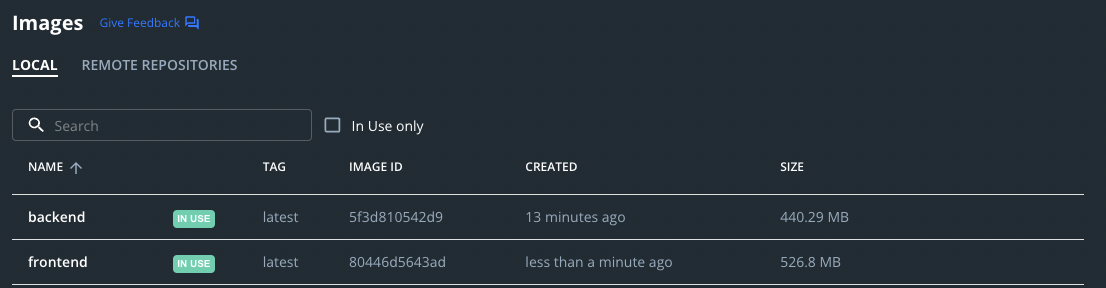 Images Give Feedback
LOCAL REMOTE REPOSITORIES
Search In Use only
NAME TAG IMAGE ID CREATED SIZE
backend IN USE latest 5f3d810542d9 13 minutes ago 440.29 MB
frontend IN USE latest 80446d5643ad less than a minute ago 526.8 MB